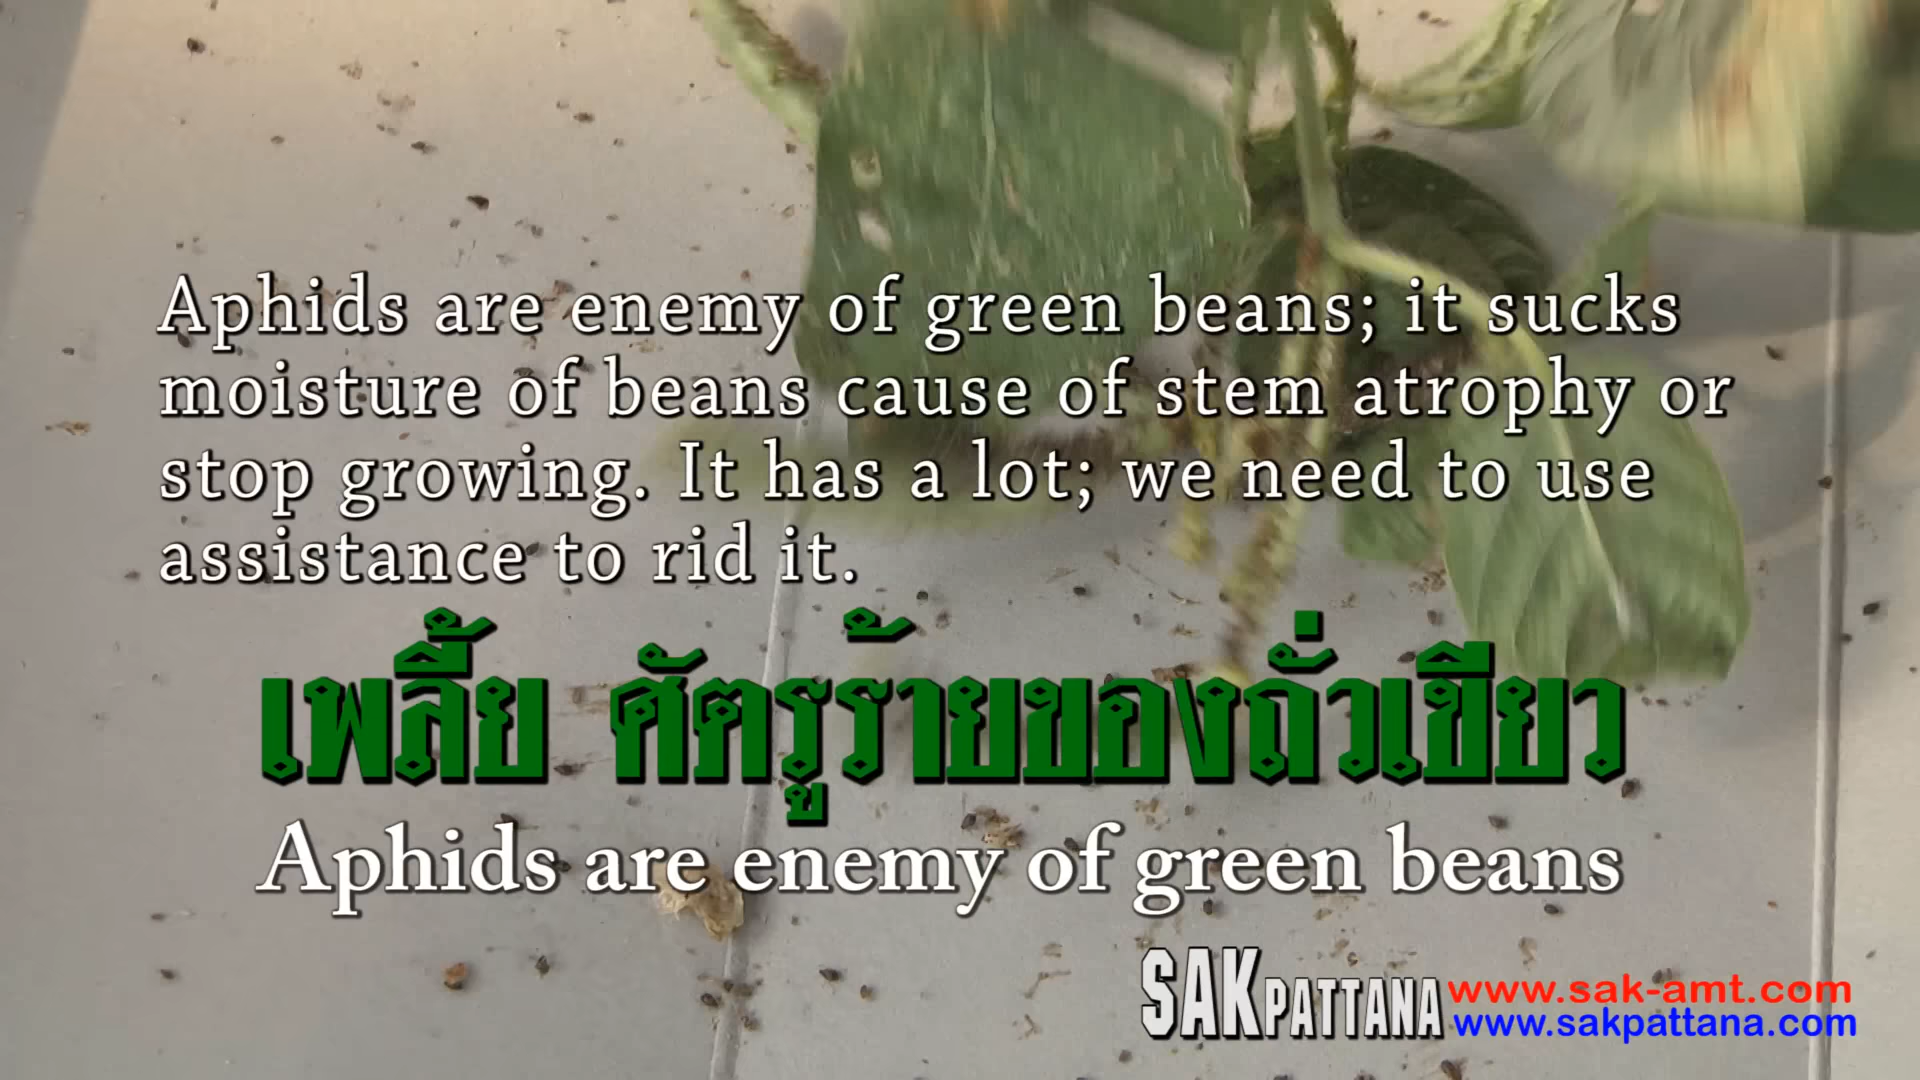 Aphids are enemy of green beans; it sucks
moisture of beans cause of stem atrophy or
stop growing. It has a lot; we need to use
assistance to rid it.
เพลี้ย ศัตรูร้ายของถั่วเขียว
Aphids are enemy of green beans
SAKPATTANA
www.sak-amt.com
www.sakpattana.com